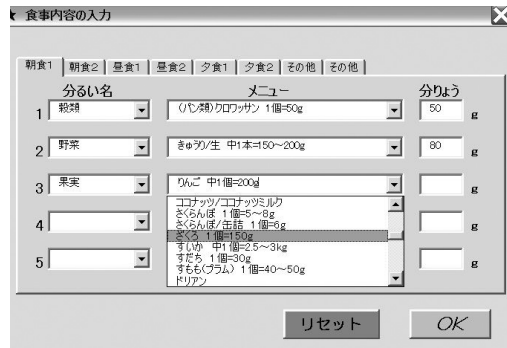 食事内容の入力
朝食1 朝食2 昼食1 昼食2 夕食1 夕食2 その他 その他
分るい名 メニュー 分りょう
1 穀類 (パン類)クロワッサン 1個=50g 50 g
2 野菜 きゅうり/生 中1本=150～200g 80 g
3 果実 りんご 中1個=200g g
ココナッツ/ココナッツミルク
さくらんぼ 1個=5～8g
さくらんぼ/缶詰 1個=6g
4 ざくろ 1個=150g g
すいか 中1個=2.5～3kg
すだち 1個=30g
5 すもも(プラム) 1個=40～50g g
ドリアン
リセット OK